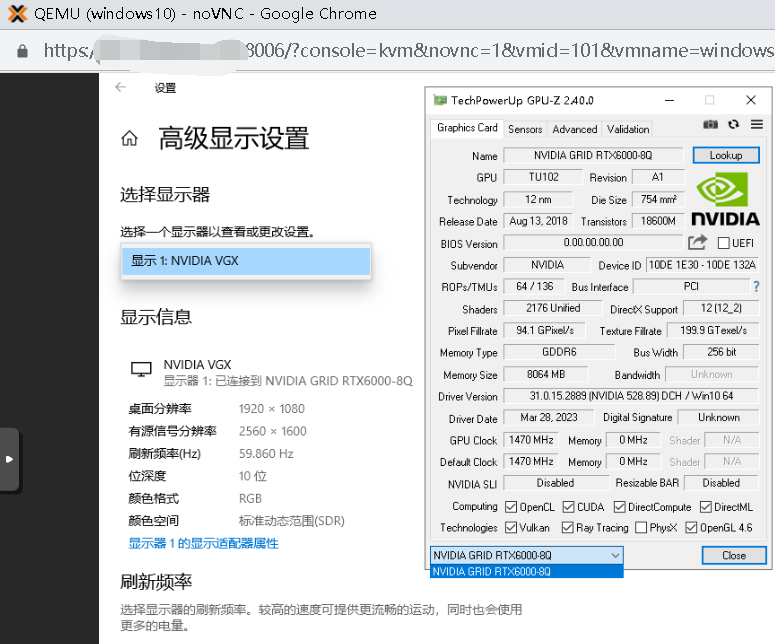 QEMU (windows10) - noVNC - Google Chrome
https:/ 8006/?console=kvm&novnc=1&vmid=101&vmname=windows
设置
高级显示设置
选择显示器
选择一个显示器以查看或更改设置。
显示 1: NVIDIA VGX
显示信息
NVIDIA VGX
显示器 1: 已连接到 NVIDIA GRID RTX6000-8Q
桌面分辨率 1920 × 1080
有源信号分辨率 2560 × 1600
刷新频率(Hz) 59.860 Hz
位深度 10 位
颜色格式 RGB
颜色空间 标准动态范围(SDR)
显示器 1 的显示适配器属性
刷新频率
选择显示器的刷新频率。较高的速度可提供更流畅的运动，同时也会使用
更多的电量。
TechPowerUp GPU-Z 2.40.0
Graphics Card Sensors Advanced Validation
Name NVIDIA GRID RTX6000-8Q Lookup
GPU TU102 Revision A1
Technology 12 nm Die Size 754 mm²
Release Date Aug 13, 2018 Transistors 18600M
NVIDIA
BIOS Version 0.00.00.00.00 UEFI
Subvendor NVIDIA Device ID 10DE 1E30 - 10DE 132A
ROPs/TMUs 64 / 136 Bus Interface PCI ?
Shaders 2176 Unified DirectX Support 12 (12_2)
Pixel Fillrate 94.1 GPixel/s Texture Fillrate 199.9 GTexel/s
Memory Type GDDR6 Bus Width 256 bit
Memory Size 8064 MB Bandwidth Unknown
Driver Version 31.0.15.2889 (NVIDIA 528.89) DCH / Win10 64
Driver Date Mar 28, 2023 Digital Signature Unknown
GPU Clock 1470 MHz Memory 0 MHz Shader N/A
Default Clock 1470 MHz Memory 0 MHz Shader N/A
NVIDIA SLI Disabled Resizable BAR Disabled
Computing OpenCL CUDA DirectCompute DirectML
Technologies Vulkan Ray Tracing PhysX OpenGL 4.6
NVIDIA GRID RTX6000-8Q Close
NVIDIA GRID RTX6000-8Q